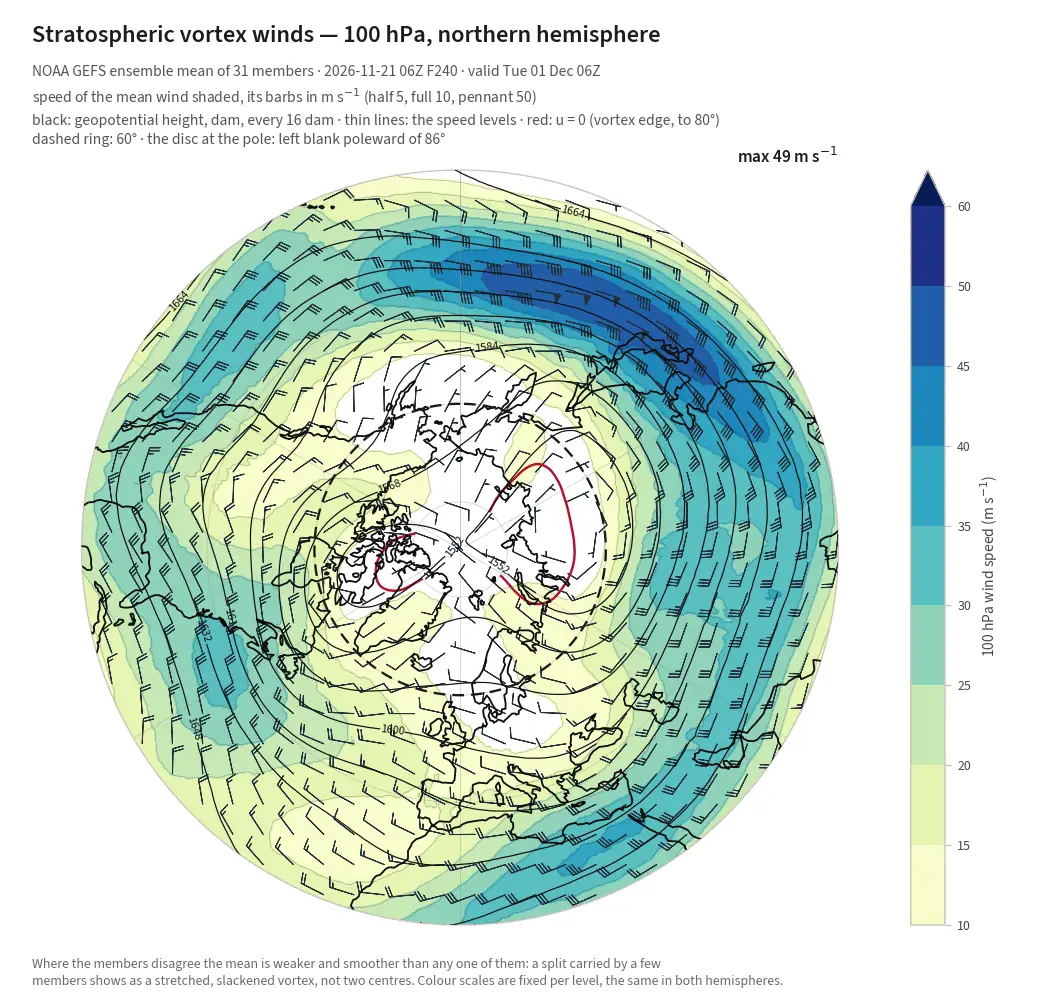 Stratospheric vortex winds — 100 hPa, northern hemisphere
NOAA GEFS ensemble mean of 31 members · 2026-11-21 06Z F240 · valid Tue 01 Dec 06Z
speed of the mean wind shaded, its barbs in m s−1 (half 5, full 10, pennant 50)
black: geopotential height, dam, every 16 dam · thin lines: the speed levels · red: u = 0 (vortex edge, to 80°)
dashed ring: 60° · the disc at the pole: left blank poleward of 86°
max 49 m s−1
1664
1664
1584
1568
1552
1632
1648
1600
60
50
45
40
35
30
25
20
15
10
100 hPa wind speed (m s−1)
Where the members disagree the mean is weaker and smoother than any one of them: a split carried by a few
members shows as a stretched, slackened vortex, not two centres. Colour scales are fixed per level, the same in both hemispheres.